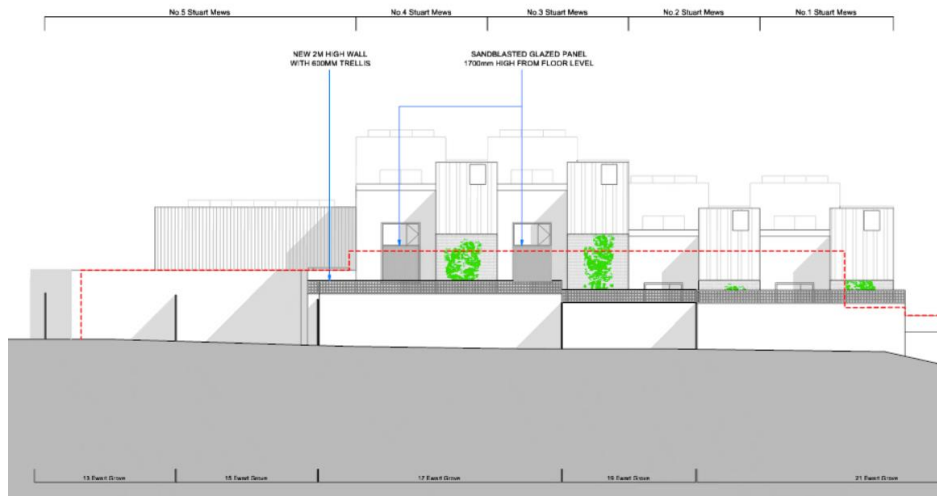 No.5 Stuart Mews
No.4 Stuart Mews
No.3 Stuart Mews
No.2 Stuart Mews
No.1 Stuart Mews
NEW 2M HIGH WALL
WITH 600MM TRELLIS
SANDBLASTED GLAZED PANEL
1700mm HIGH FROM FLOOR LEVEL
13 Ewart Grove
15 Ewart Grove
17 Ewart Grove
19 Ewart Grove
21 Ewart Grove